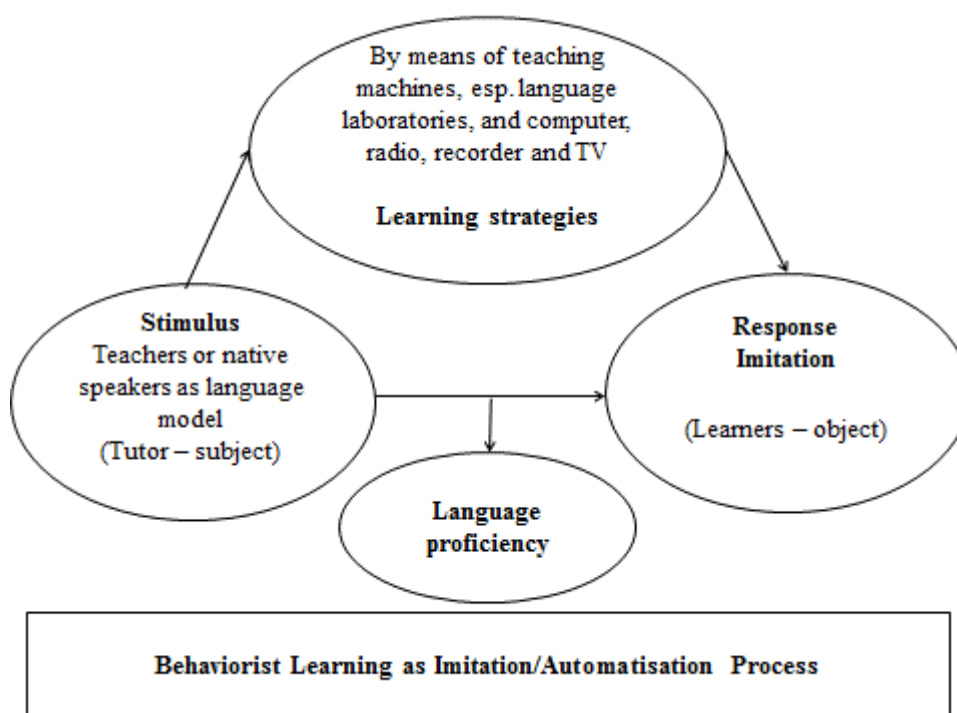 By means of teaching
machines, esp. language
laboratories, and computer,
radio, recorder and TV
Learning strategies
Stimulus
Teachers or native
speakers as language
model
(Tutor – subject)
Response
Imitation
(Learners – object)
Language
proficiency
Behaviorist Learning as Imitation/Automatisation Process